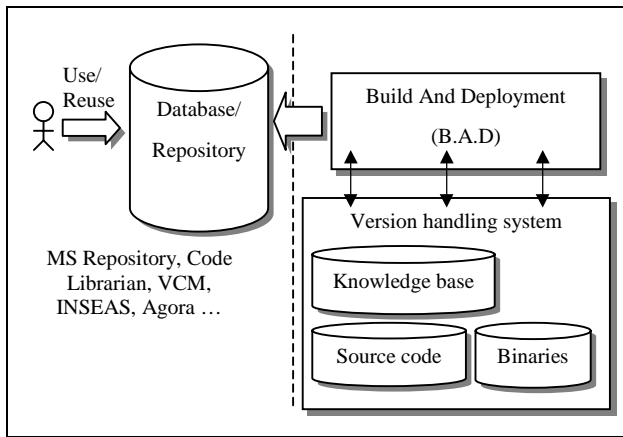 Use/
Reuse
Database/
Repository
MS Repository, Code
Librarian, VCM,
INSEAS, Agora …
Build And Deployment
(B.A.D)
Version handling system
Knowledge base
Source code
Binaries